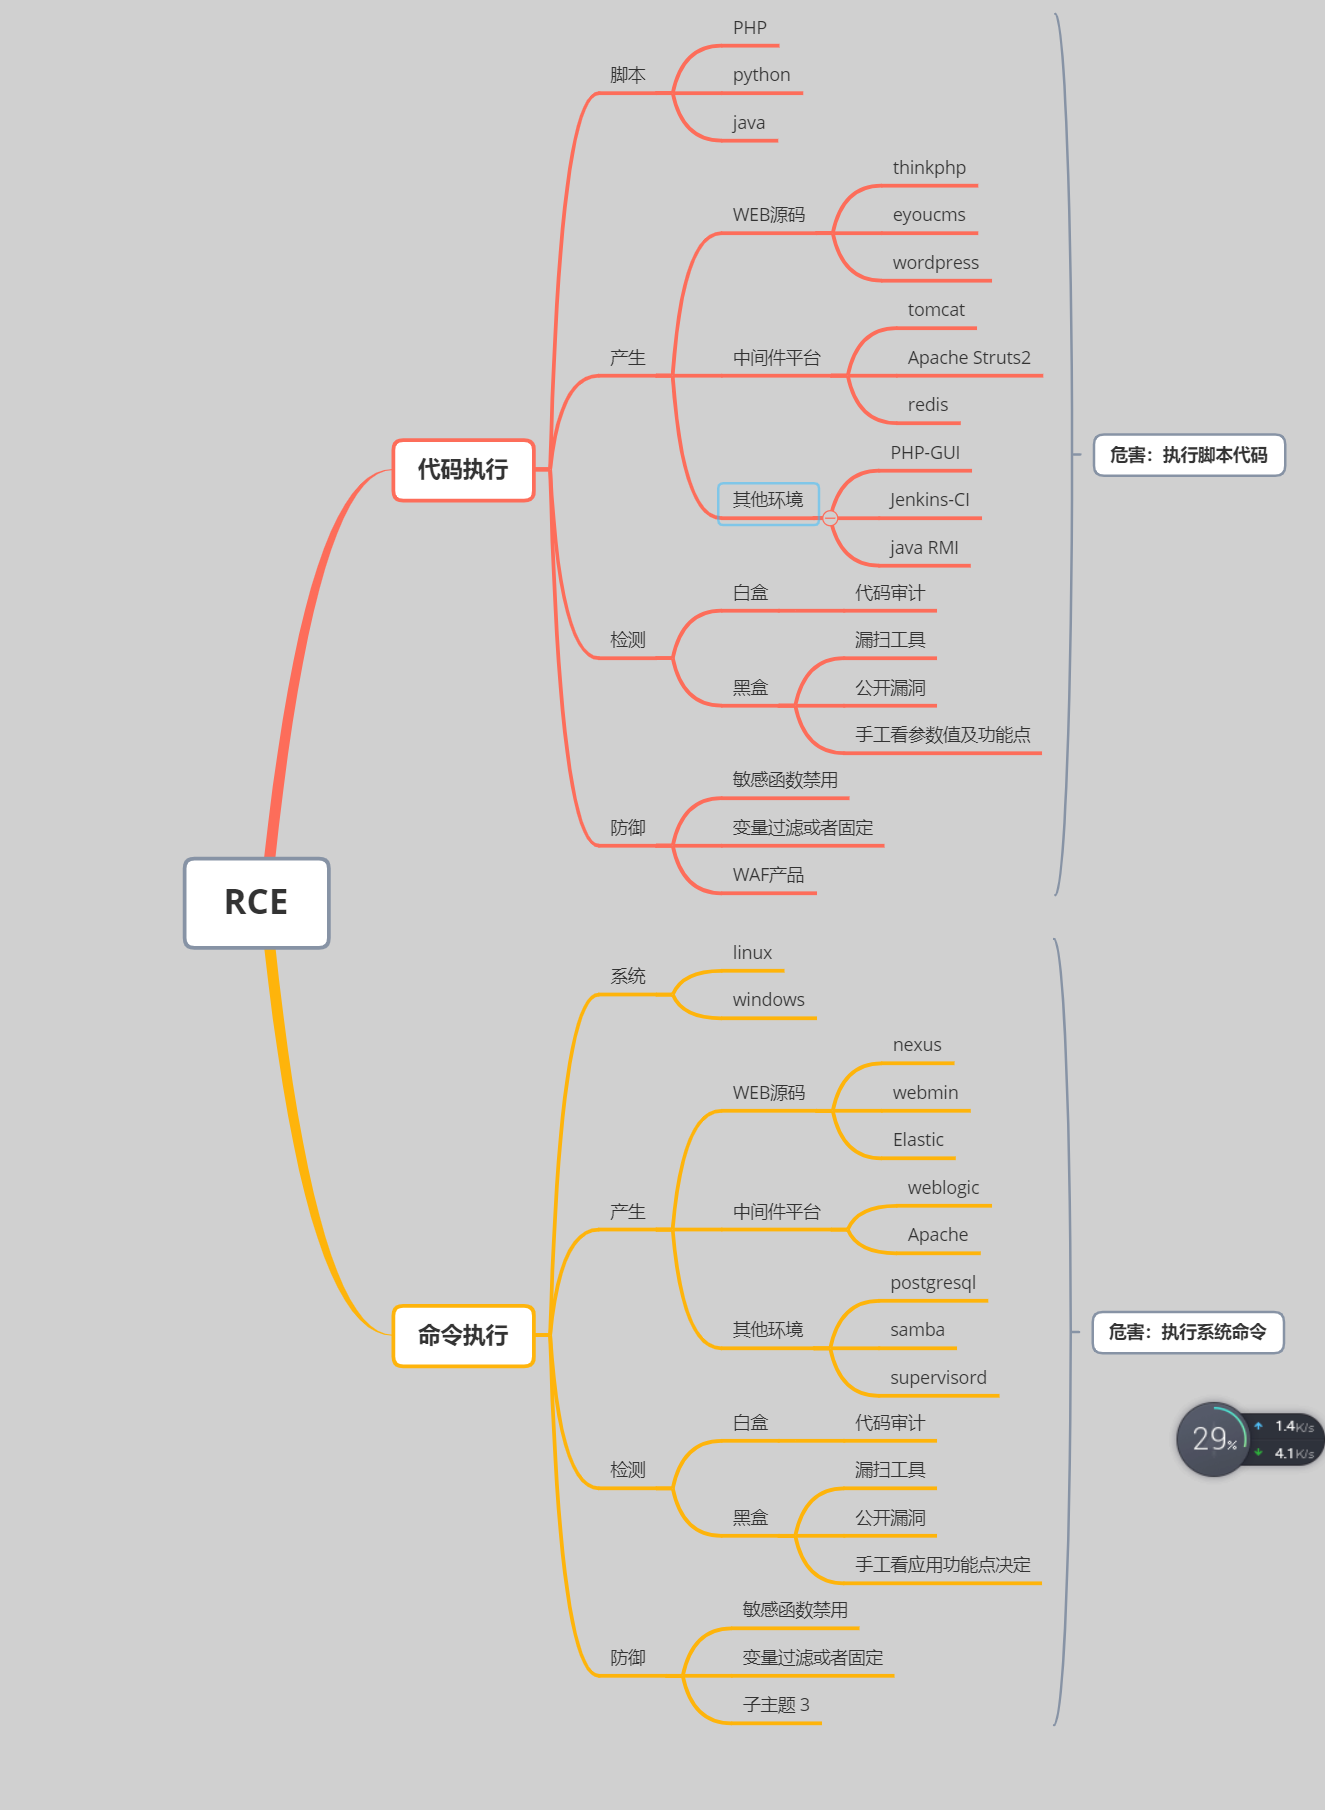 PHP
脚本
python
java
thinkphp
WEB源码
eyoucms
wordpress
tomcat
产生
中间件平台
Apache Struts2
redis
PHP-GUI
代码执行
危害：执行脚本代码
其他环境
Jenkins-CI
java RMI
白盒
代码审计
检测
漏扫工具
黑盒
公开漏洞
手工看参数值及功能点
敏感函数禁用
防御
变量过滤或者固定
WAF产品
RCE
linux
系统
windows
nexus
WEB源码
webmin
Elastic
weblogic
产生
中间件平台
Apache
postgresql
命令执行
危害：执行系统命令
其他环境
samba
supervisord
白盒
代码审计
29%
1.4K/s
4.1K/s
检测
漏扫工具
黑盒
公开漏洞
手工看应用功能点决定
敏感函数禁用
防御
变量过滤或者固定
子主题 3